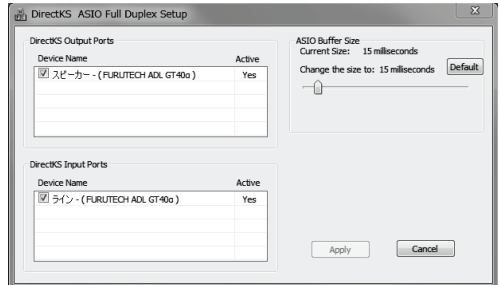 DirectKS ASIO Full Duplex Setup
DirectKS Output Ports
Device Name Active
スピーカー - ( FURUTECH ADL GT40α ) Yes
DirectKS Input Ports
Device Name Active
ライン - ( FURUTECH ADL GT40α ) Yes
ASIO Buffer Size
Current Size: 15 milliseconds
Change the size to: 15 milliseconds Default
Apply Cancel